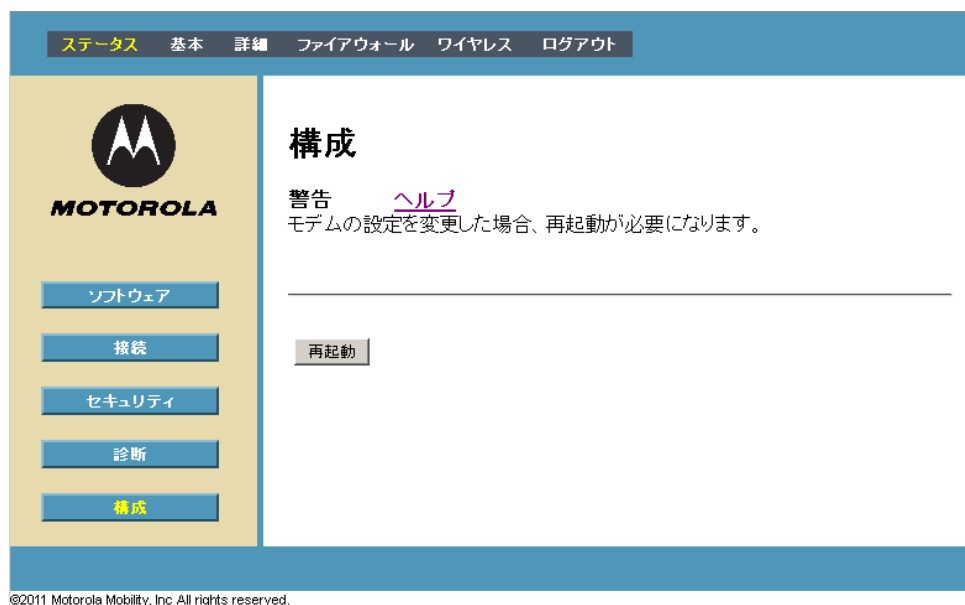 ステータス 基本 詳細 ファイアウォール ワイヤレス ログアウト
MOTOROLA
ソフトウェア
接続
セキュリティ
診断
構成
構成
警告 ヘルプ
モデムの設定を変更した場合、再起動が必要になります。
再起動
©2011 Motorola Mobility, Inc All rights reserved.